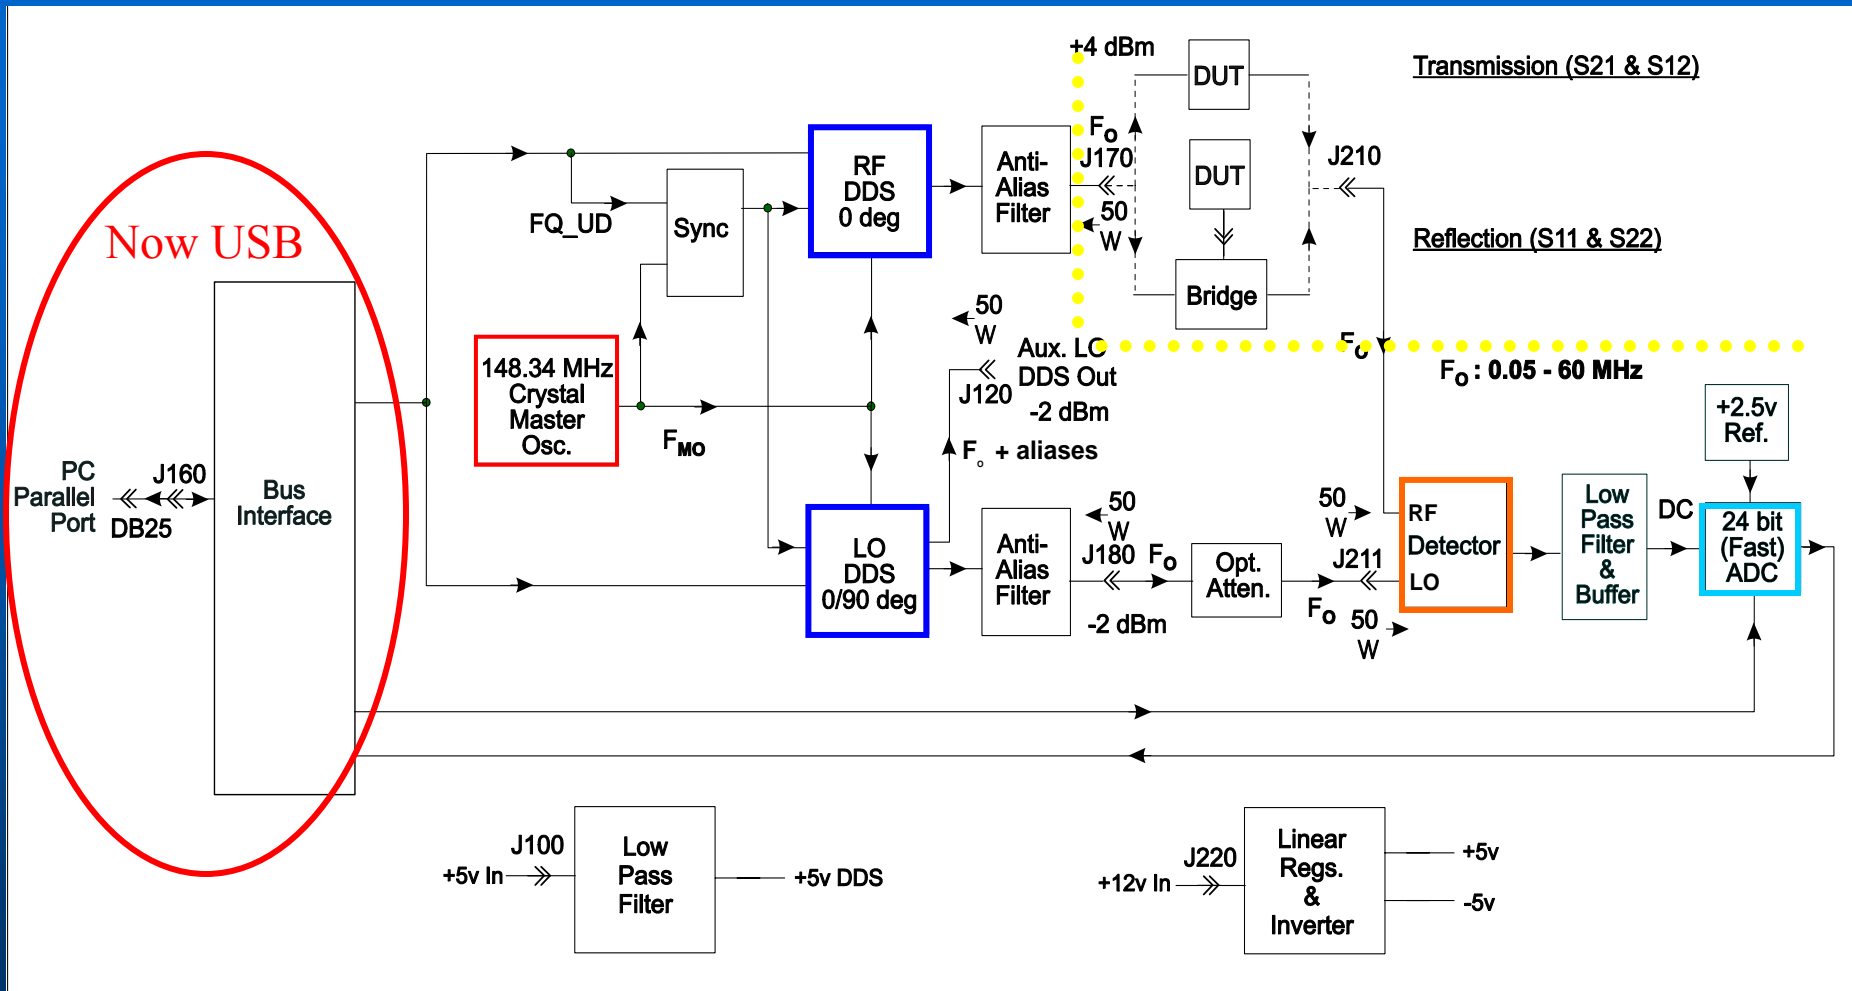 +4 dBm
DUT
Transmission (S21 & S12)
FO
J170
50
W
DUT
J210
Bridge
Reflection (S11 & S22)
RF
DDS
0 deg
Anti-
Alias
Filter
FQ_UD
Sync
Now USB
148.34 MHz
Crystal
Master
Osc.
FMO
50
W
Aux. LO
DDS Out
J120
-2 dBm
Fo + aliases
FO
FO : 0.05 - 60 MHz
+2.5v
Ref.
PC
Parallel
Port
J160
DB25
Bus
Interface
LO
DDS
0/90 deg
Anti-
Alias
Filter
50
W
J180
FO
-2 dBm
Opt.
Atten.
FO
J211
50
W
50
W
RF
Detector
LO
Low
Pass
Filter
&
Buffer
DC
24 bit
(Fast)
ADC
J100
+5v In
Low
Pass
Filter
+5v DDS
J220
+12v In
Linear
Regs.
&
Inverter
+5v
-5v